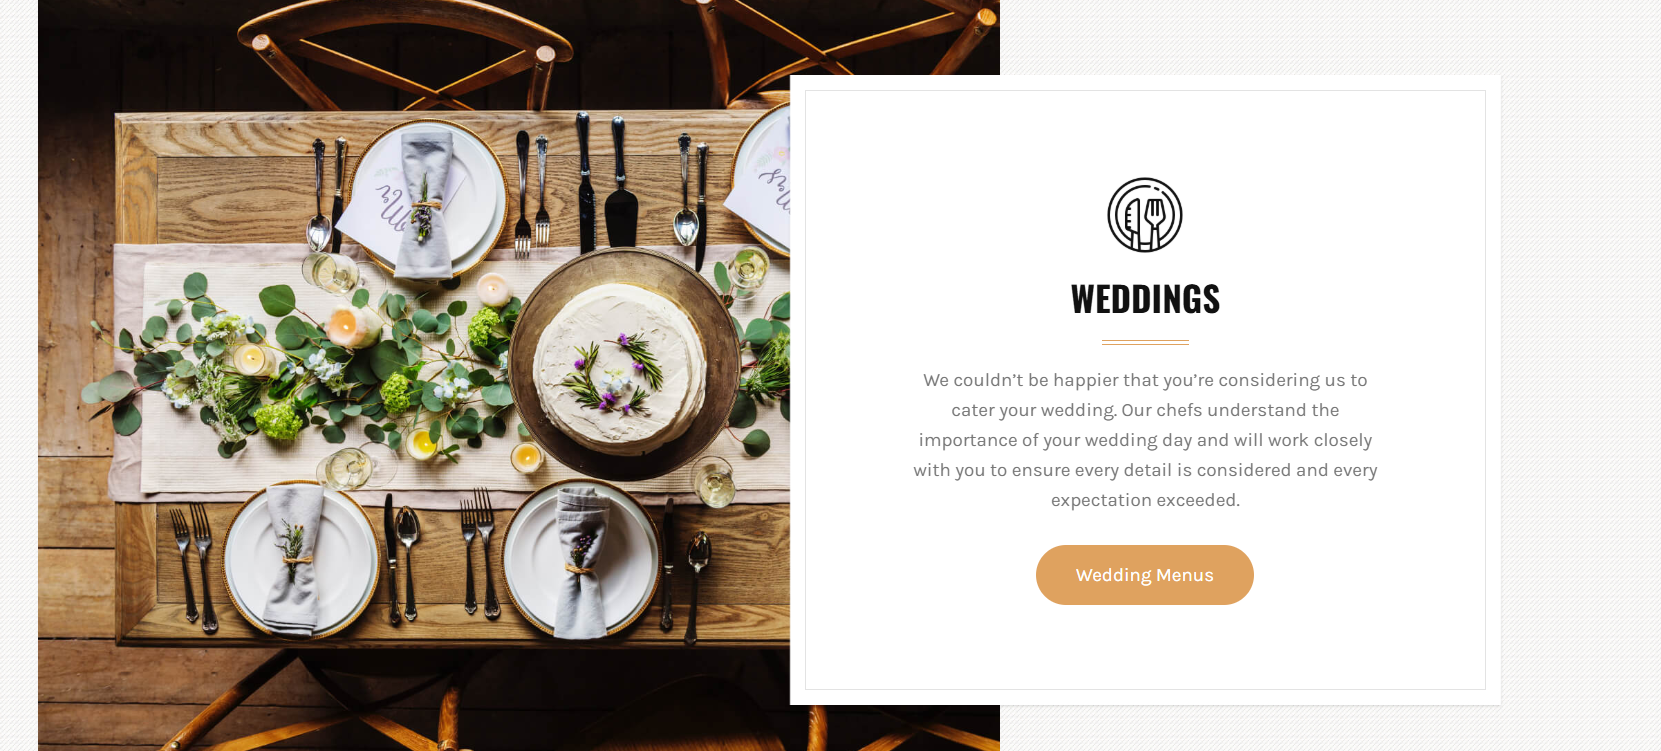 Mr
WEDDINGS
We couldn’t be happier that you’re considering us to
cater your wedding. Our chefs understand the
importance of your wedding day and will work closely
with you to ensure every detail is considered and every
expectation exceeded.
Wedding Menus